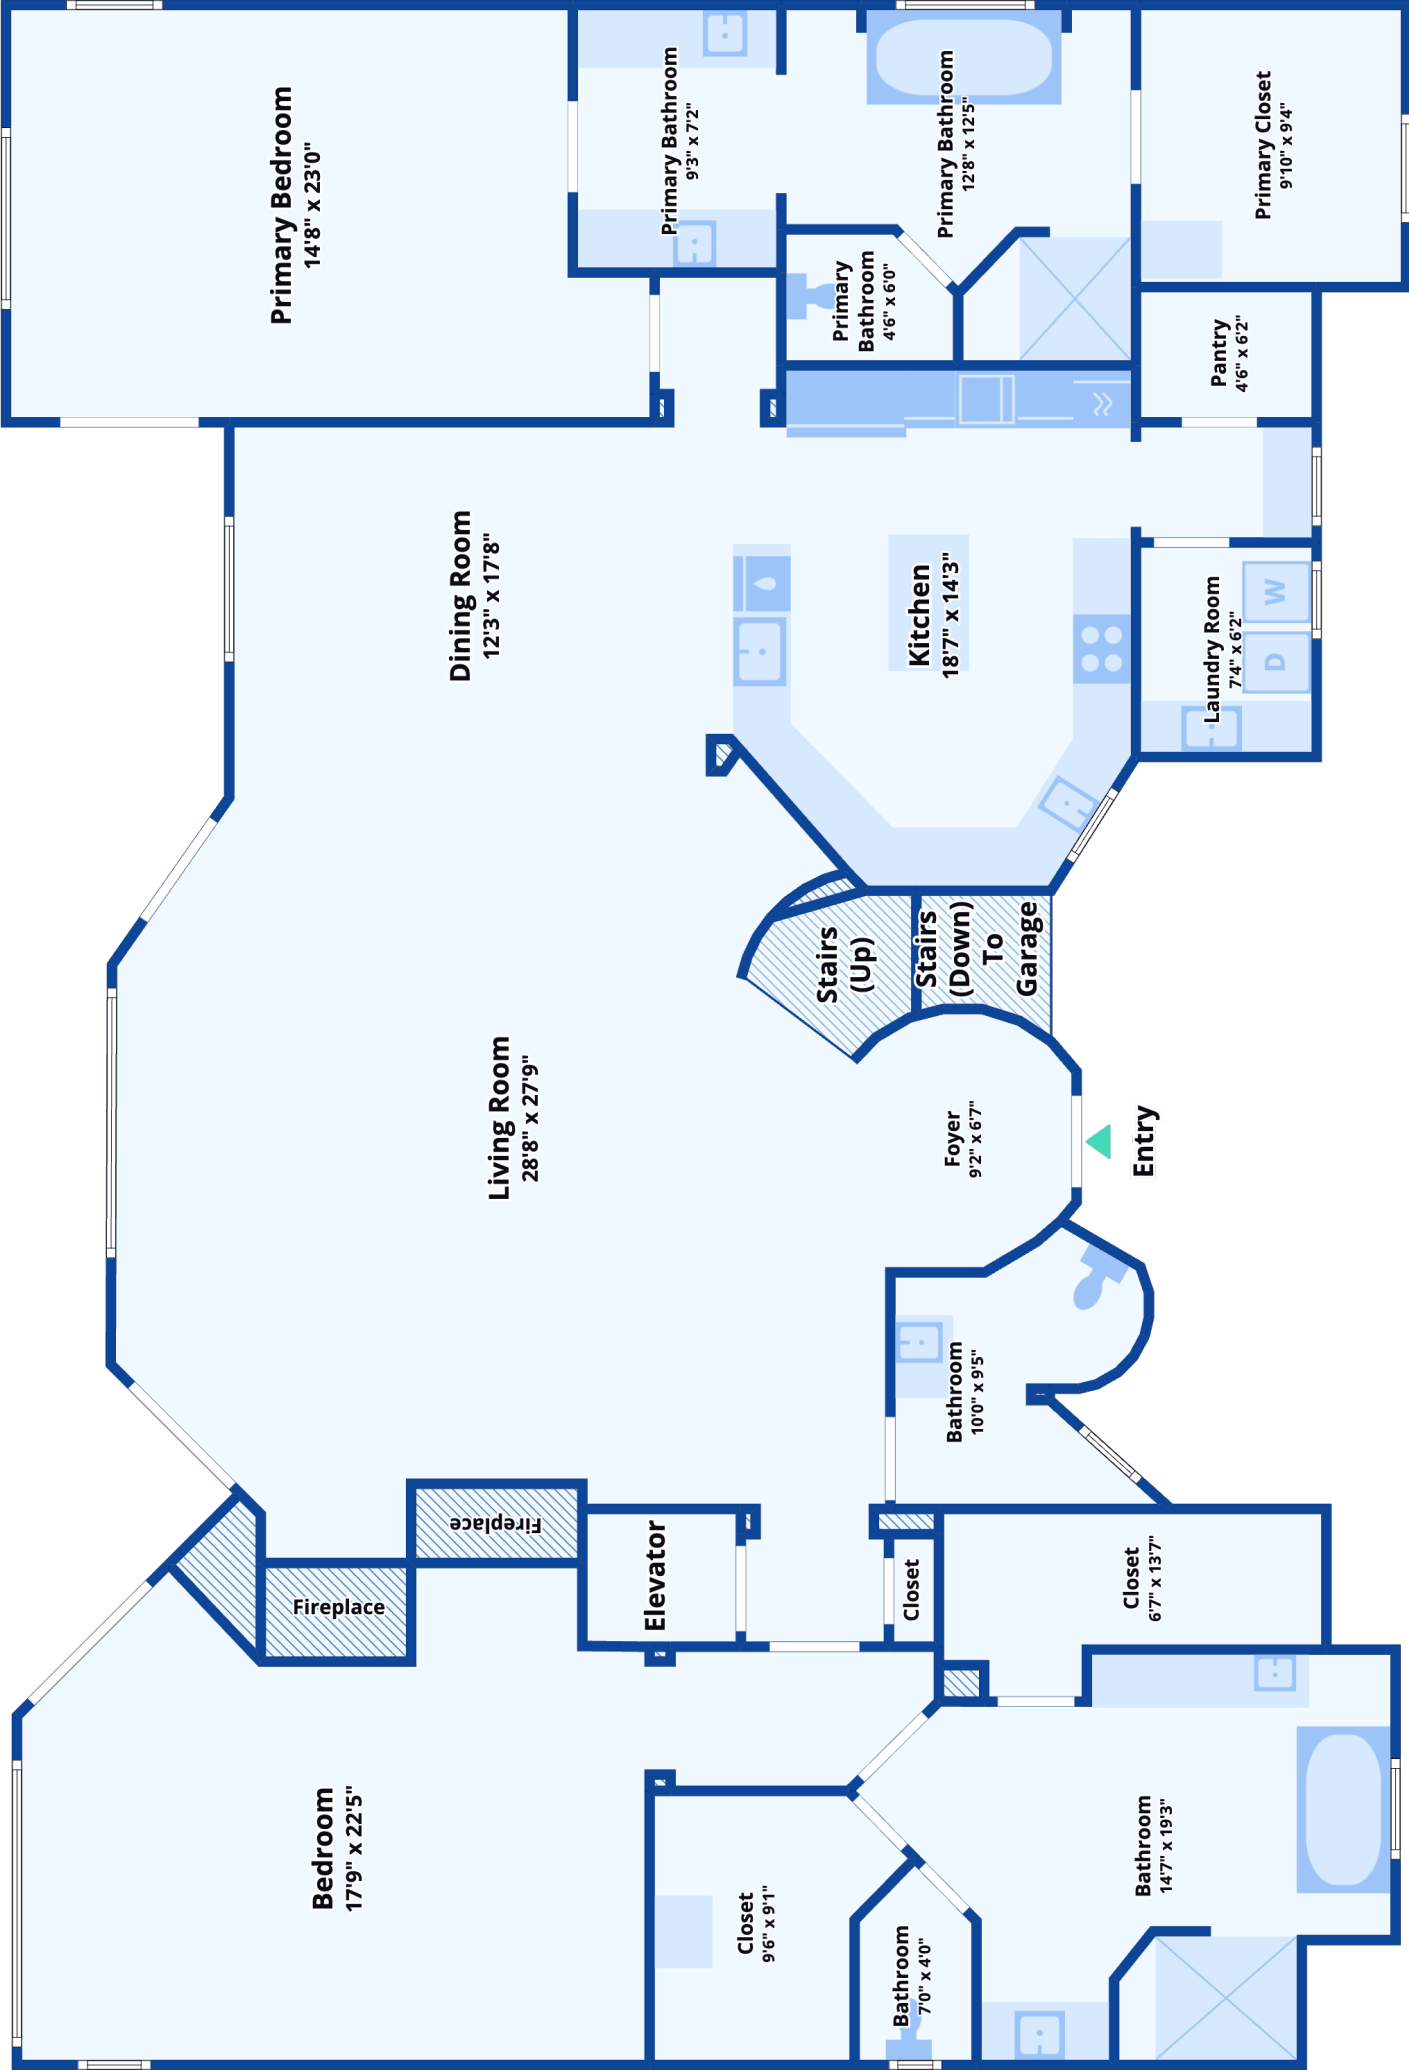 Primary Bedroom
14'8" x 23'0"
Primary Bathroom
9'3" x 7'2"
Primary Bathroom
12'8" x 12'5"
Primary Closet
9'10" x 9'4"
Primary
Bathroom
4'6" x 6'0"
Pantry
4'6" x 6'2"
Dining Room
12'3" x 17'8"
Kitchen
18'7" x 14'3"
Laundry Room
7'4" x 6'2"
W
D
Stairs
(Up)
Stairs
(Down)
To
Garage
Living Room
28'8" x 27'9"
Foyer
9'2" x 6'7"
Entry
Bathroom
10'0" x 9'5"
Fireplace
Fireplace
Elevator
Closet
Closet
6'7" x 13'7"
Bedroom
17'9" x 22'5"
Closet
9'6" x 9'1"
Bathroom
7'0" x 4'0"
Bathroom
14'7" x 19'3"